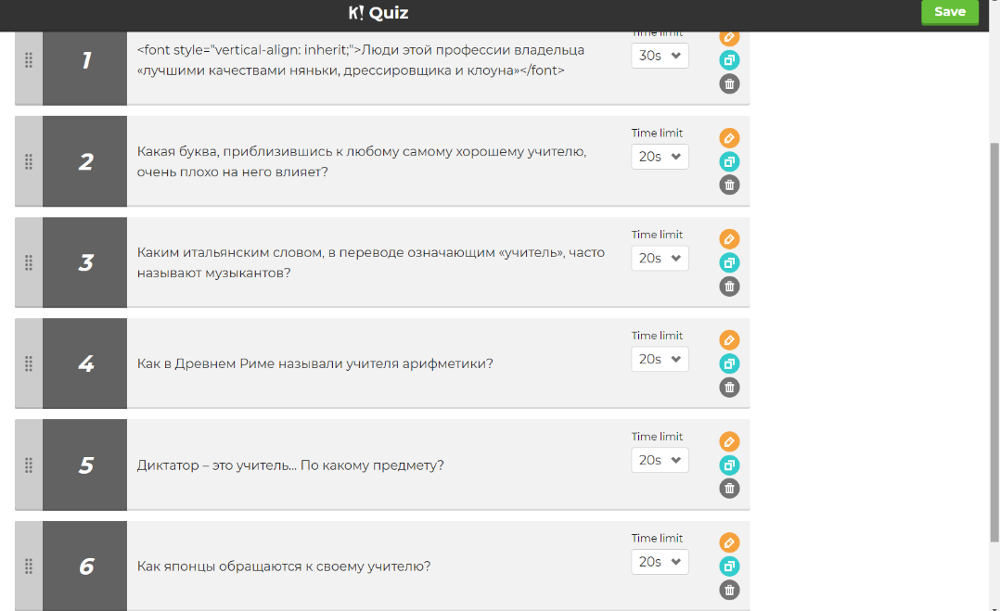 K! Quiz
Save
1
<font style="vertical-align: inherit;">Люди этой профессии владельца
«лучшими качествами няньки, дрессировщика и клоуна»</font>
Time limit
30s
2
Какая буква, приблизившись к любому самому хорошему учителю,
очень плохо на него влияет?
Time limit
20s
3
Каким итальянским словом, в переводе означающим «учитель», часто
называют музыкантов?
Time limit
20s
4
Как в Древнем Риме называли учителя арифметики?
Time limit
20s
5
Диктатор – это учитель... По какому предмету?
Time limit
20s
6
Как японцы обращаются к своему учителю?
Time limit
20s